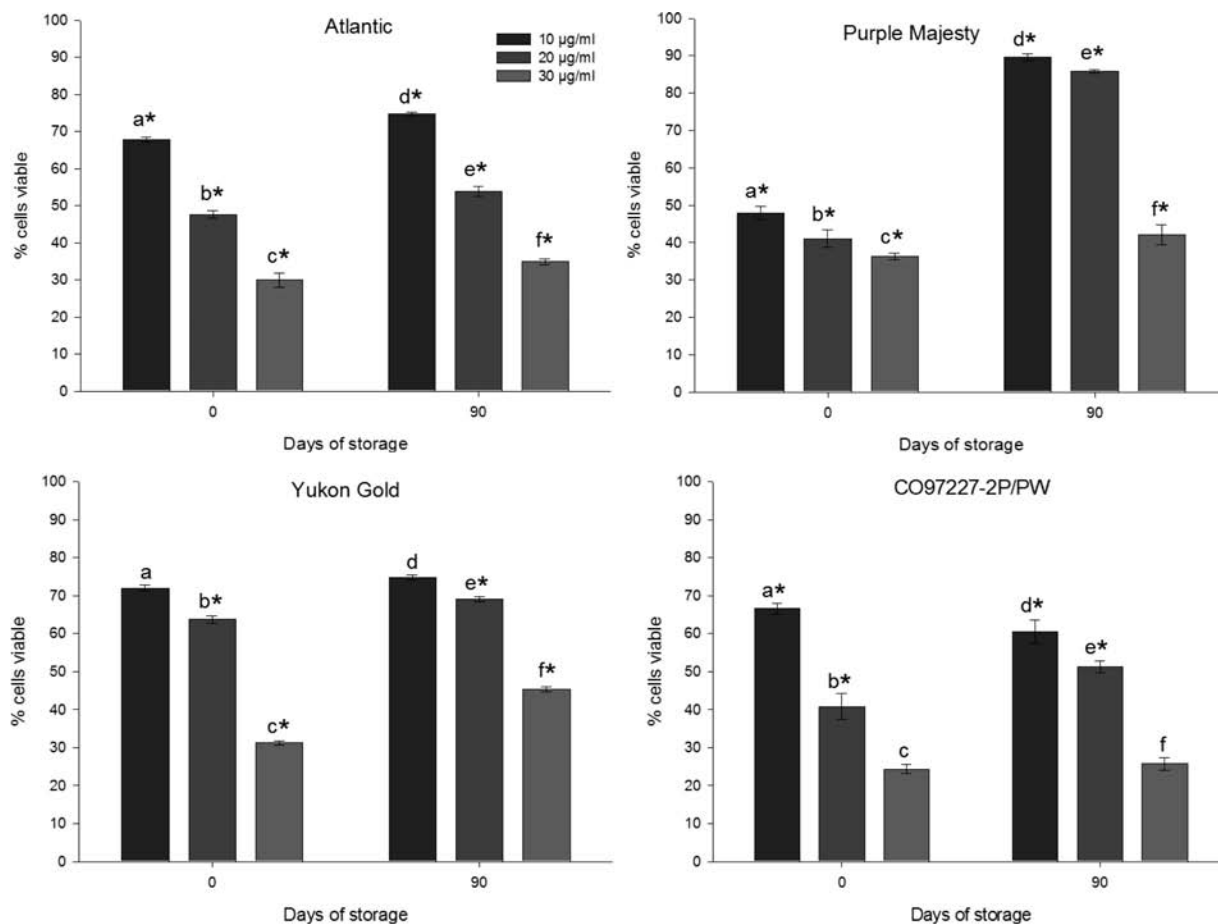 Atlantic
10 µg/ml
20 µg/ml
30 µg/ml
% cells viable
100
90
80
70
60
50
40
30
20
10
0
a*
b*
c*
d*
e*
f*
0
90
Days of storage
Purple Majesty
% cells viable
100
90
80
70
60
50
40
30
20
10
0
a*
b*
c*
d*
e*
f*
0
90
Days of storage
Yukon Gold
% cells viable
100
90
80
70
60
50
40
30
20
10
0
a
b*
c*
d
e*
f*
0
90
Days of storage
CO97227-2P/PW
% cells viable
100
90
80
70
60
50
40
30
20
10
0
a*
b*
c
d*
e*
f
0
90
Days of storage